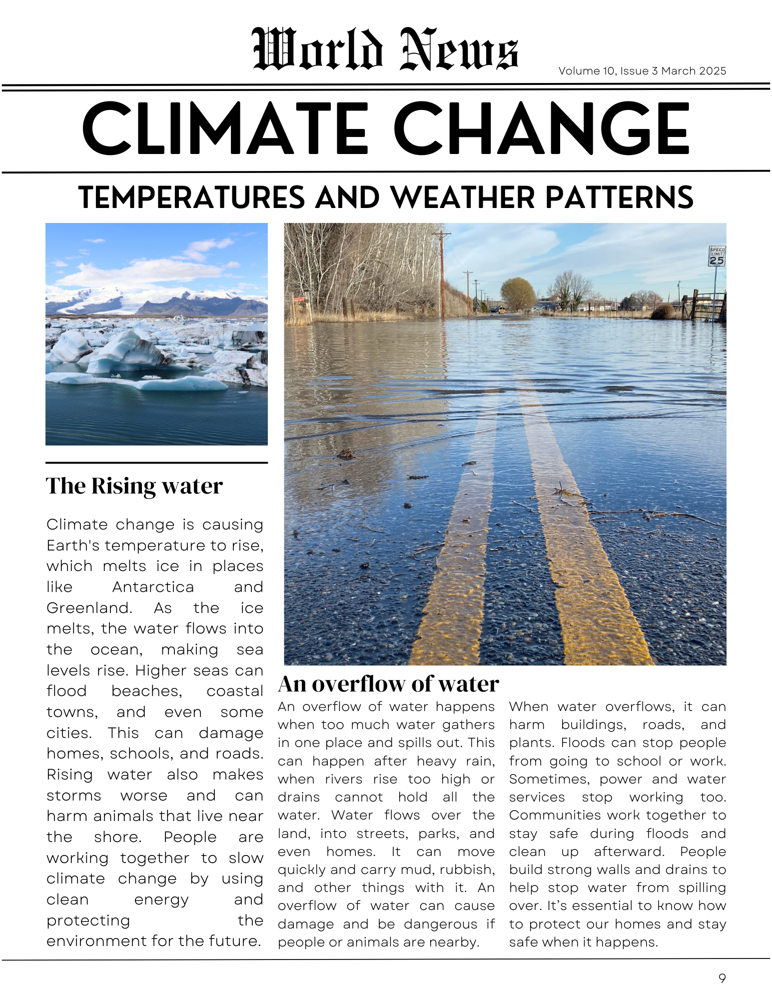 World News
Volume 10, Issue 3 March 2025
CLIMATE CHANGE
TEMPERATURES AND WEATHER PATTERNS
SPEED
LIMIT
25
The Rising water
Climate change is causing
Earth's temperature to rise,
which melts ice in places
like Antarctica and
Greenland. As the ice
melts, the water flows into
the ocean, making sea
levels rise. Higher seas can
flood beaches, coastal
towns, and even some
cities. This can damage
homes, schools, and roads.
Rising water also makes
storms worse and can
harm animals that live near
the shore. People are
working together to slow
climate change by using
clean energy and
protecting the
environment for the future.
An overflow of water
An overflow of water happens
when too much water gathers
in one place and spills out. This
can happen after heavy rain,
when rivers rise too high or
drains cannot hold all the
water. Water flows over the
land, into streets, parks, and
even homes. It can move
quickly and carry mud, rubbish,
and other things with it. An
overflow of water can cause
damage and be dangerous if
people or animals are nearby.
When water overflows, it can
harm buildings, roads, and
plants. Floods can stop people
from going to school or work.
Sometimes, power and water
services stop working too.
Communities work together to
stay safe during floods and
clean up afterward. People
build strong walls and drains to
help stop water from spilling
over. It’s essential to know how
to protect our homes and stay
safe when it happens.
9